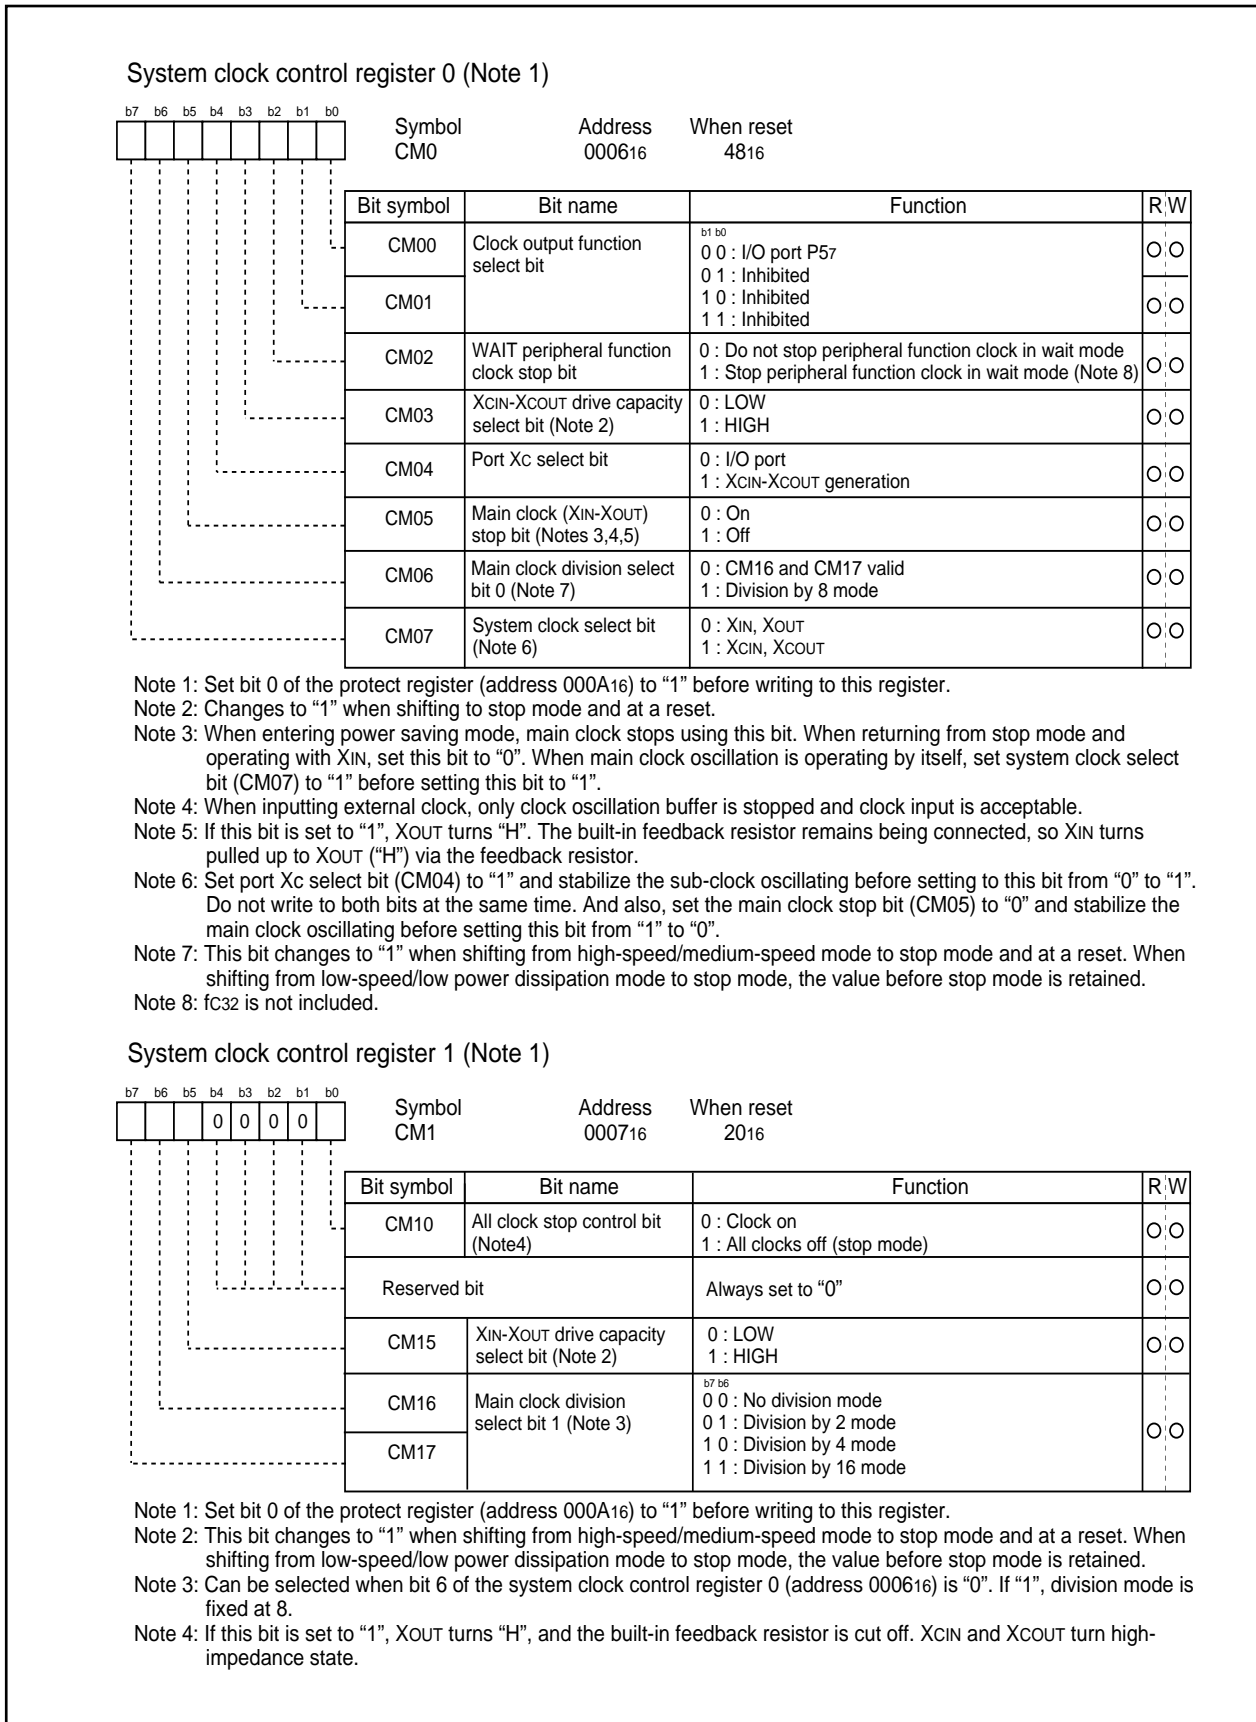 System clock control register 0 (Note 1)
b7 b6 b5 b4 b3 b2 b1 b0
Symbol Address When reset
CM0 000616 4816
Bit symbol Bit name Function R W
CM00 Clock output function select bit
b1 b0
0 0 : I/O port P57
0 1 : Inhibited
1 0 : Inhibited
1 1 : Inhibited
O O
CM01
O O
CM02 WAIT peripheral function clock stop bit
0 : Do not stop peripheral function clock in wait mode
1 : Stop peripheral function clock in wait mode (Note 8)
O O
CM03 XCIN-XCOUT drive capacity select bit (Note 2)
0 : LOW
1 : HIGH
O O
CM04 Port XC select bit
0 : I/O port
1 : XCIN-XCOUT generation
O O
CM05 Main clock (XIN-XOUT) stop bit (Notes 3,4,5)
0 : On
1 : Off
O O
CM06 Main clock division select bit 0 (Note 7)
0 : CM16 and CM17 valid
1 : Division by 8 mode
O O
CM07 System clock select bit (Note 6)
0 : XIN, XOUT
1 : XCIN, XCOUT
O O
Note 1: Set bit 0 of the protect register (address 000A16) to “1” before writing to this register.
Note 2: Changes to “1” when shifting to stop mode and at a reset.
Note 3: When entering power saving mode, main clock stops using this bit. When returning from stop mode and
operating with XIN, set this bit to “0”. When main clock oscillation is operating by itself, set system clock select
bit (CM07) to “1” before setting this bit to “1”.
Note 4: When inputting external clock, only clock oscillation buffer is stopped and clock input is acceptable.
Note 5: If this bit is set to “1”, XOUT turns “H”. The built-in feedback resistor remains being connected, so XIN turns
pulled up to XOUT (“H”) via the feedback resistor.
Note 6: Set port Xc select bit (CM04) to “1” and stabilize the sub-clock oscillating before setting to this bit from “0” to “1”.
Do not write to both bits at the same time. And also, set the main clock stop bit (CM05) to “0” and stabilize the
main clock oscillating before setting this bit from “1” to “0”.
Note 7: This bit changes to “1” when shifting from high-speed/medium-speed mode to stop mode and at a reset. When
shifting from low-speed/low power dissipation mode to stop mode, the value before stop mode is retained.
Note 8: fC32 is not included.
System clock control register 1 (Note 1)
b7 b6 b5 b4 b3 b2 b1 b0
0 0 0 0
Symbol Address When reset
CM1 000716 2016
Bit symbol Bit name Function R W
CM10 All clock stop control bit (Note4)
0 : Clock on
1 : All clocks off (stop mode)
O O
Reserved bit Always set to “0” O O
CM15 XIN-XOUT drive capacity select bit (Note 2)
0 : LOW
1 : HIGH
O O
CM16 Main clock division select bit 1 (Note 3)
b7 b6
0 0 : No division mode
0 1 : Division by 2 mode
1 0 : Division by 4 mode
1 1 : Division by 16 mode
O O
CM17
Note 1: Set bit 0 of the protect register (address 000A16) to “1” before writing to this register.
Note 2: This bit changes to “1” when shifting from high-speed/medium-speed mode to stop mode and at a reset. When
shifting from low-speed/low power dissipation mode to stop mode, the value before stop mode is retained.
Note 3: Can be selected when bit 6 of the system clock control register 0 (address 000616) is “0”. If “1”, division mode is
fixed at 8.
Note 4: If this bit is set to “1”, XOUT turns “H”, and the built-in feedback resistor is cut off. XCIN and XCOUT turn high-
impedance state.